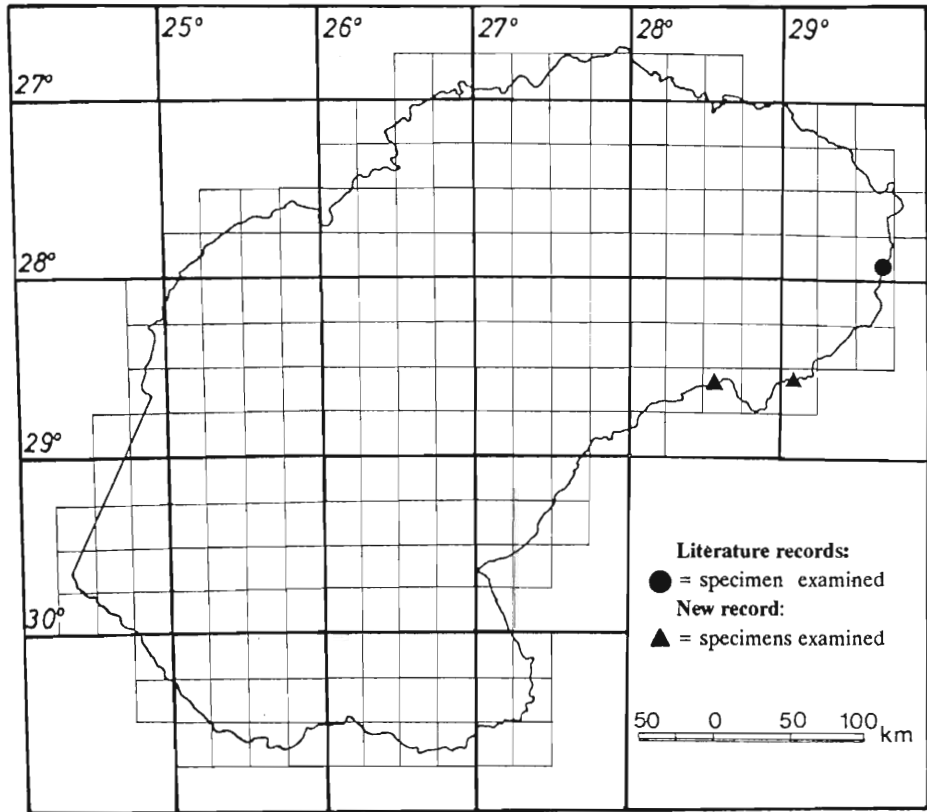 25° 26° 27° 28° 29°
27°
28°
29°
30°
Literature records:
● = specimen examined
New record:
▲ = specimens examined
50 0 50 100 km